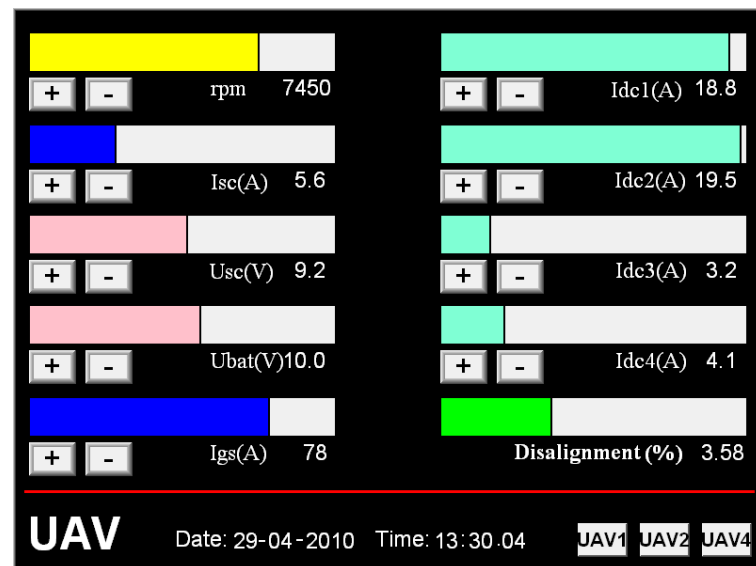 + - rpm 7450
+ - Idc1(A) 18.8
+ - Isc(A) 5.6
+ - Idc2(A) 19.5
+ - Usc(V) 9.2
+ - Idc3(A) 3.2
+ - Ubat(V) 10.0
+ - Idc4(A) 4.1
+ - Igs(A) 78
Disalignment (%) 3.58
UAV Date: 29-04-2010 Time: 13:30.04 UAV1 UAV2 UAV4